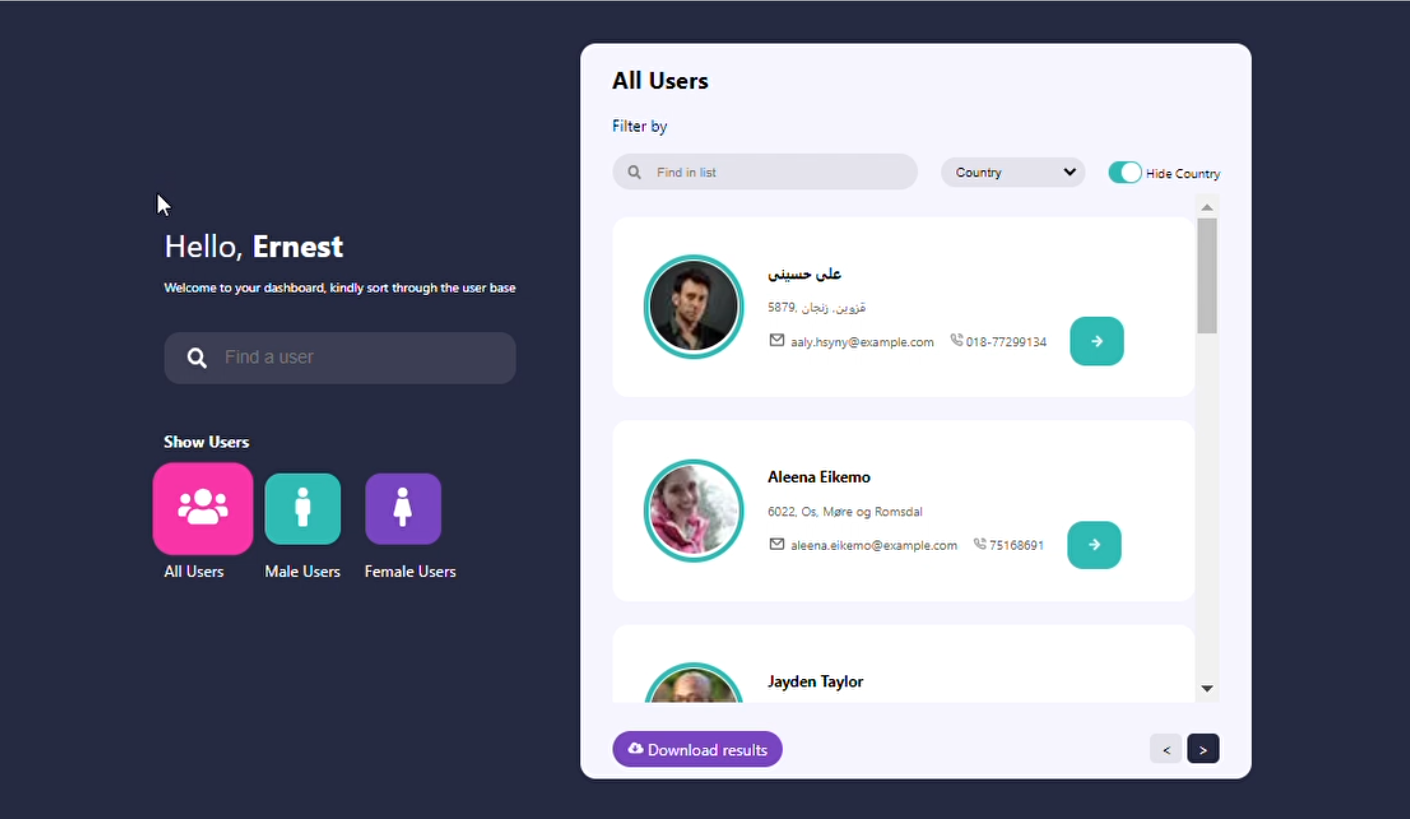 Hello, Ernest
Welcome to your dashboard, kindly sort through the user base
Find a user
Show Users
All Users
Male Users
Female Users
All Users
Filter by
Find in list
Country
Hide Country
علی حسینی
5879, قزوین, زنجان
aaly.hsyny@example.com
018-77299134
Aleena Eikemo
6022, Os, Møre og Romsdal
aleena.eikemo@example.com
75168691
Jayden Taylor
Download results
<
>